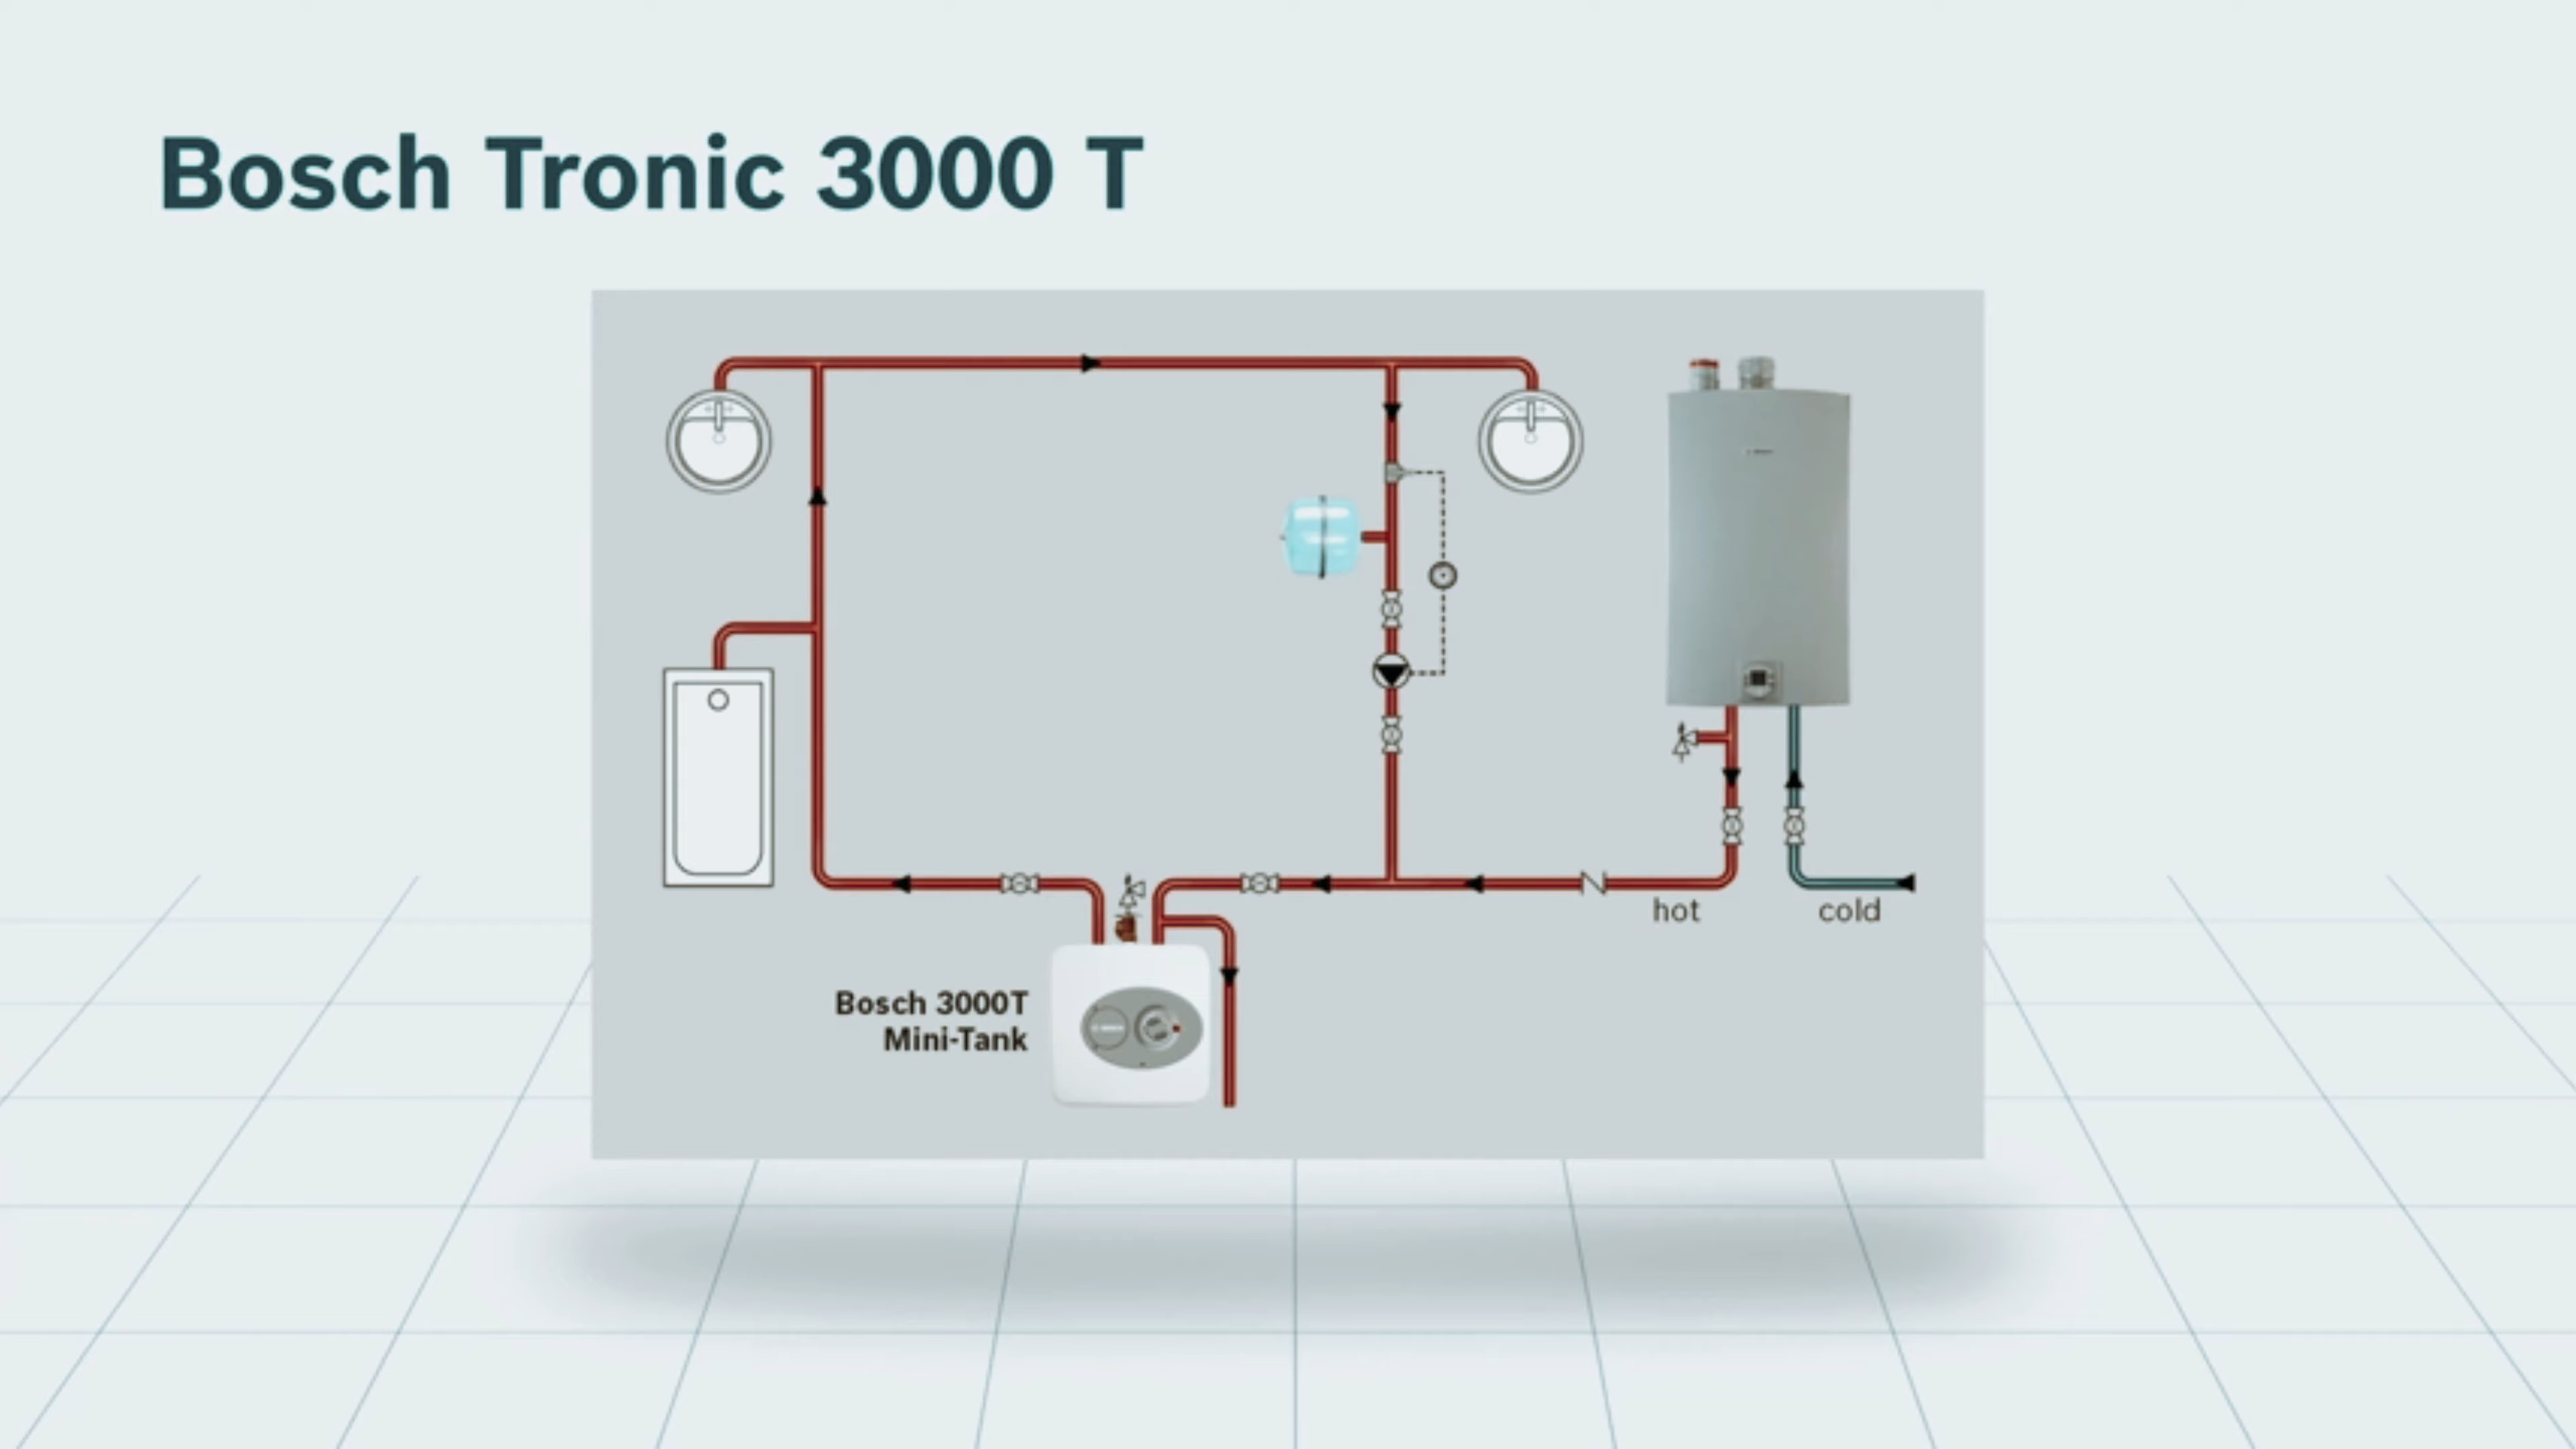 Bosch Tronic 3000 T
hot
cold
Bosch 3000T
Mini-Tank